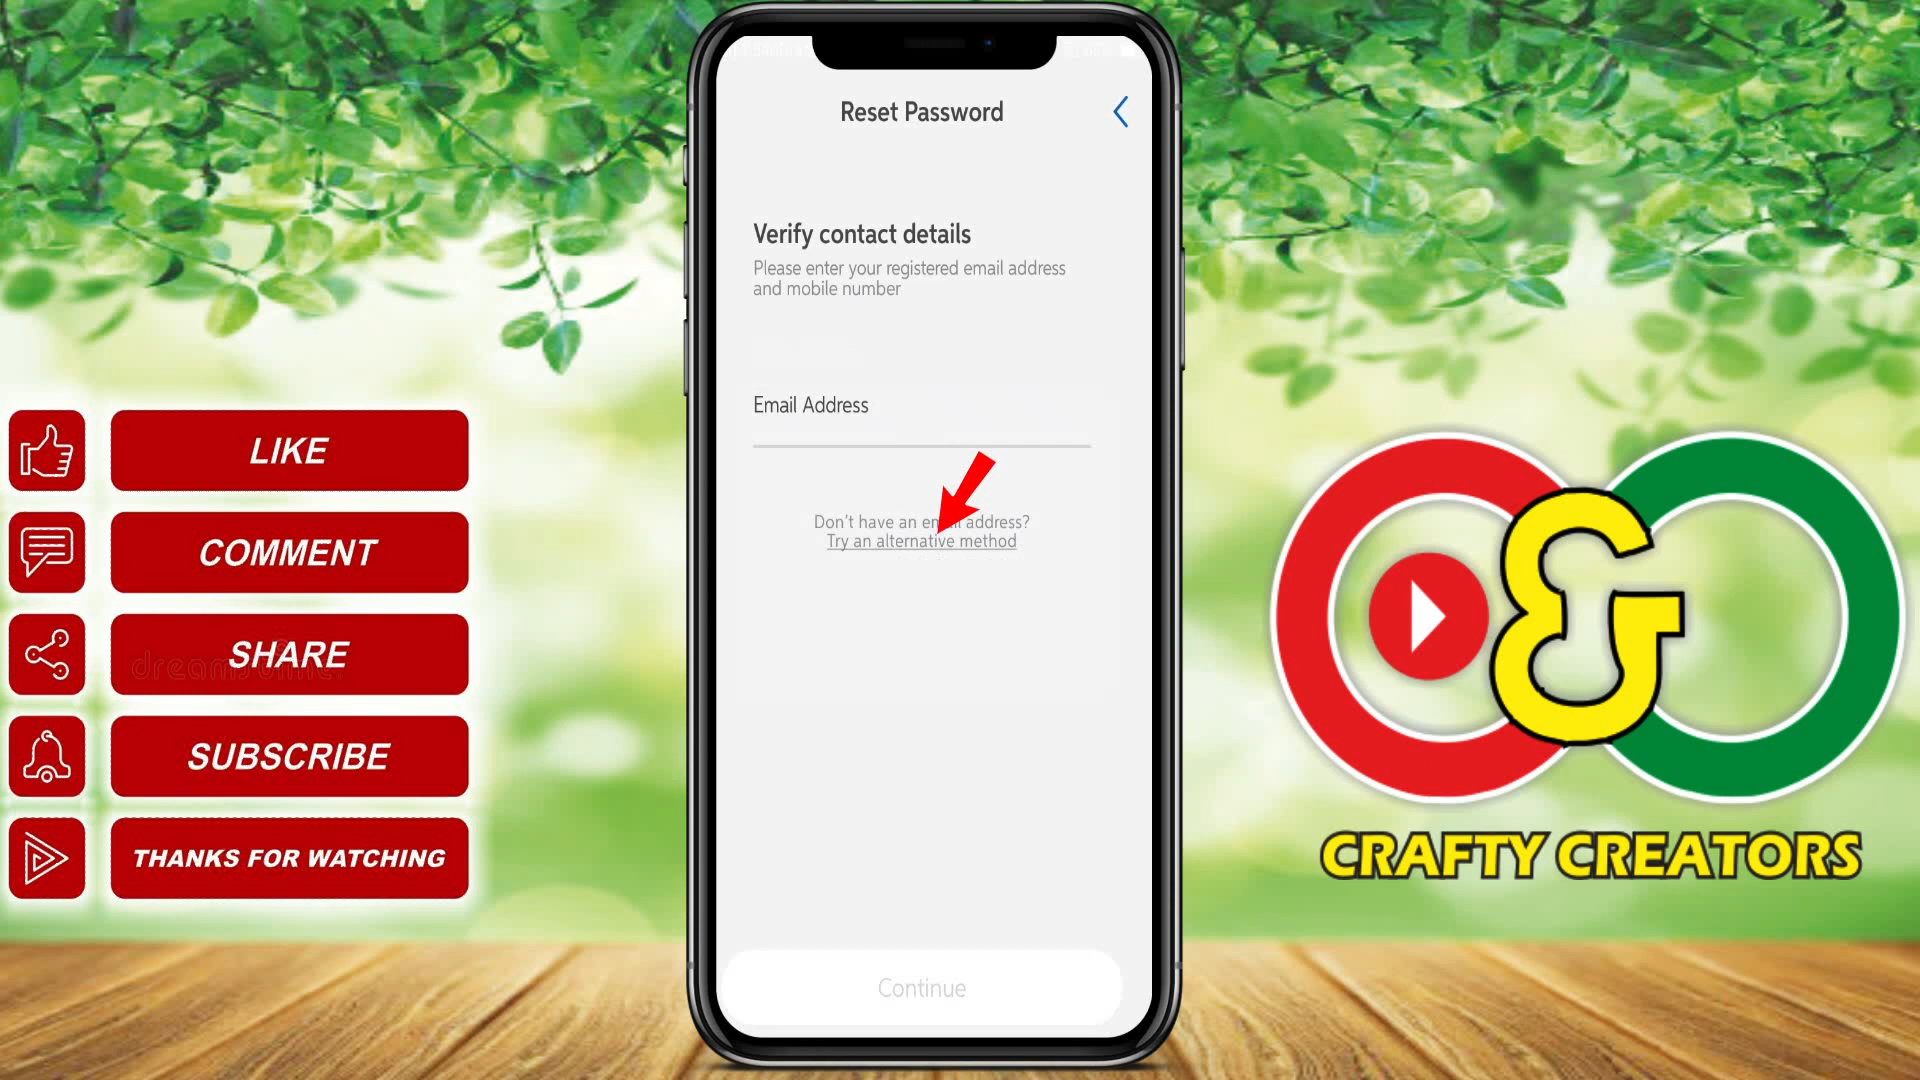 Reset Password
Verify contact details
Please enter your registered email address
and mobile number
Email Address
Don't have an email address?
Try an alternative method
Continue
LIKE
COMMENT
SHARE
SUBSCRIBE
THANKS FOR WATCHING
&
CRAFTY CREATORS